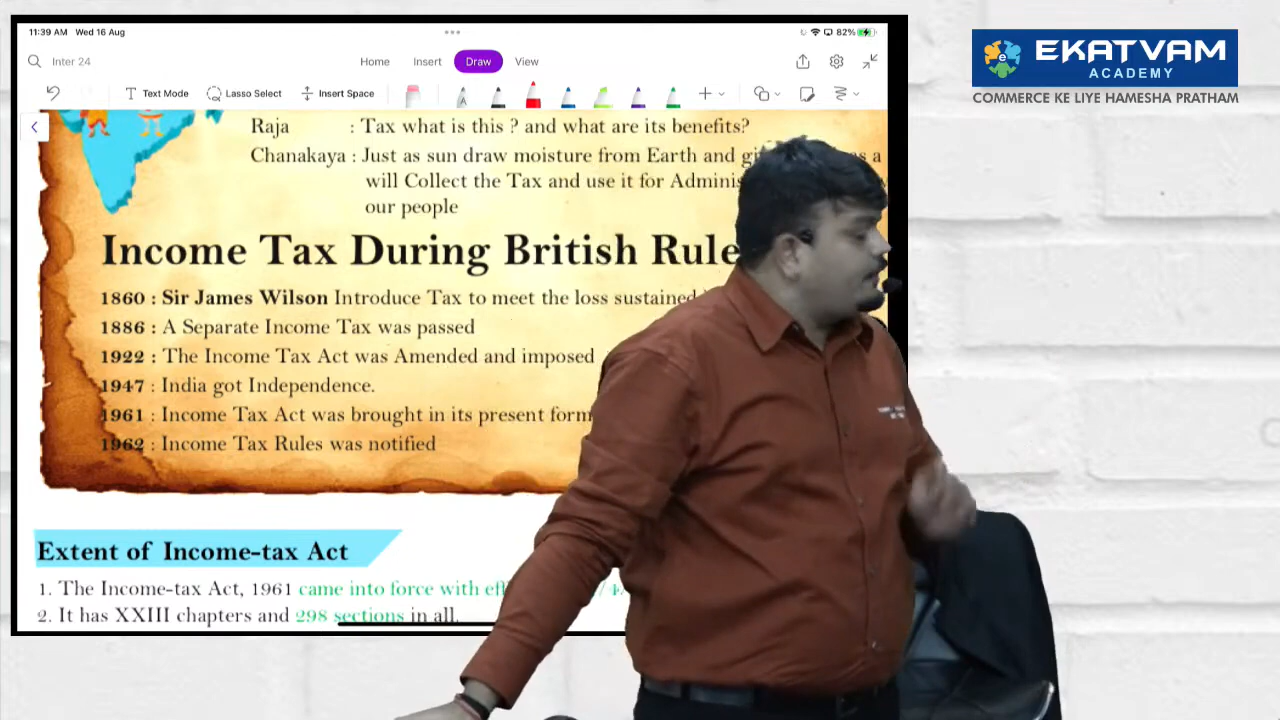 11:39 AM Wed 16 Aug
82%
Inter 24
Home Insert Draw View
Text Mode Lasso Select Insert Space
EKATVAM
ACADEMY
COMMERCE KE LIYE HAMESHA PRATHAM
Raja : Tax what is this ? and what are its benefits?
Chanakaya : Just as sun draw moisture from Earth and as a
will Collect the Tax and use it for
our people
Income Tax During British Rule
1860 : Sir James Wilson Introduce Tax to meet the loss sustained
1886 : A Separate Income Tax was passed
1922 : The Income Tax Act was Amended and imposed
1947 : India got Independence.
1961 : Income Tax Act was brought in its present form
1962 : Income Tax Rules was notified
Extent of Income-tax Act
1. The Income-tax Act, 1961 came into force with
2. It has XXIII chapters and 298 sections in all.